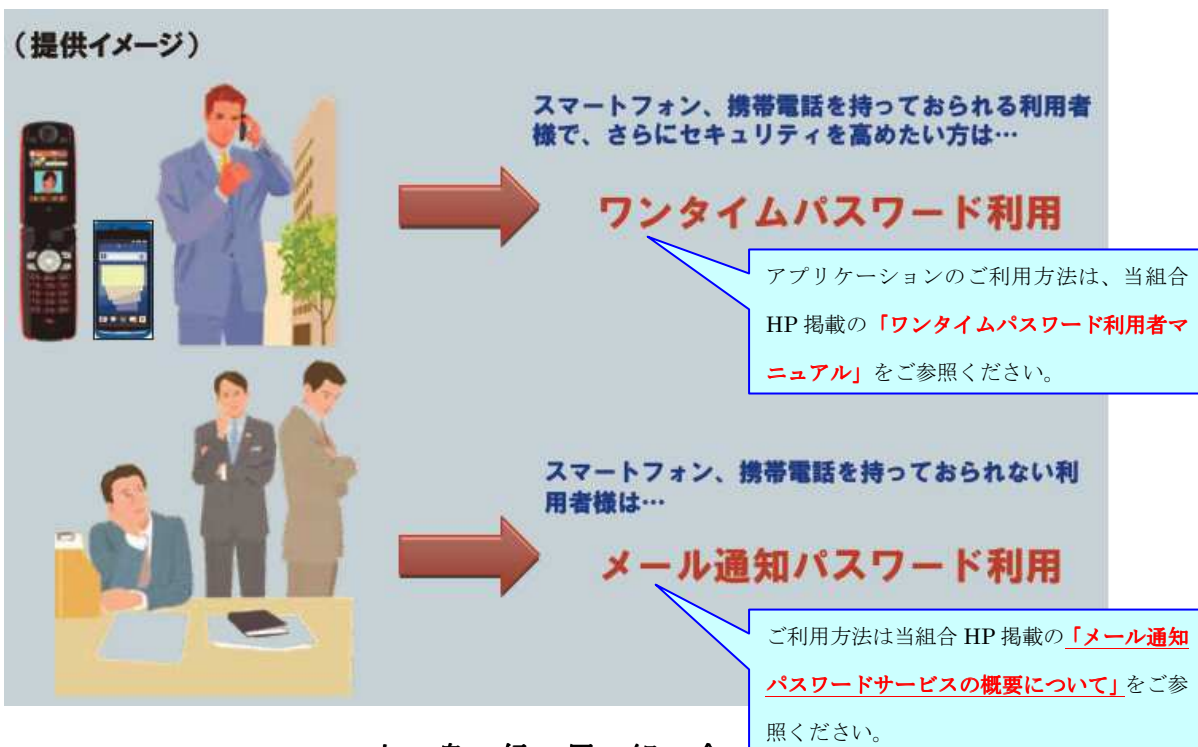 （提供イメージ）
スマートフォン、携帯電話を持っておられる利用者
様で、さらにセキュリティを高めたい方は…
ワンタイムパスワード利用
アプリケーションのご利用方法は、当組合
HP 掲載の「ワンタイムパスワード利用者マ
ニュアル」をご参照ください。
スマートフォン、携帯電話を持っておられない利
用者様は…
メール通知パスワード利用
ご利用方法は当組合 HP 掲載の「メール通知
パスワードサービスの概要について」をご参
照ください。